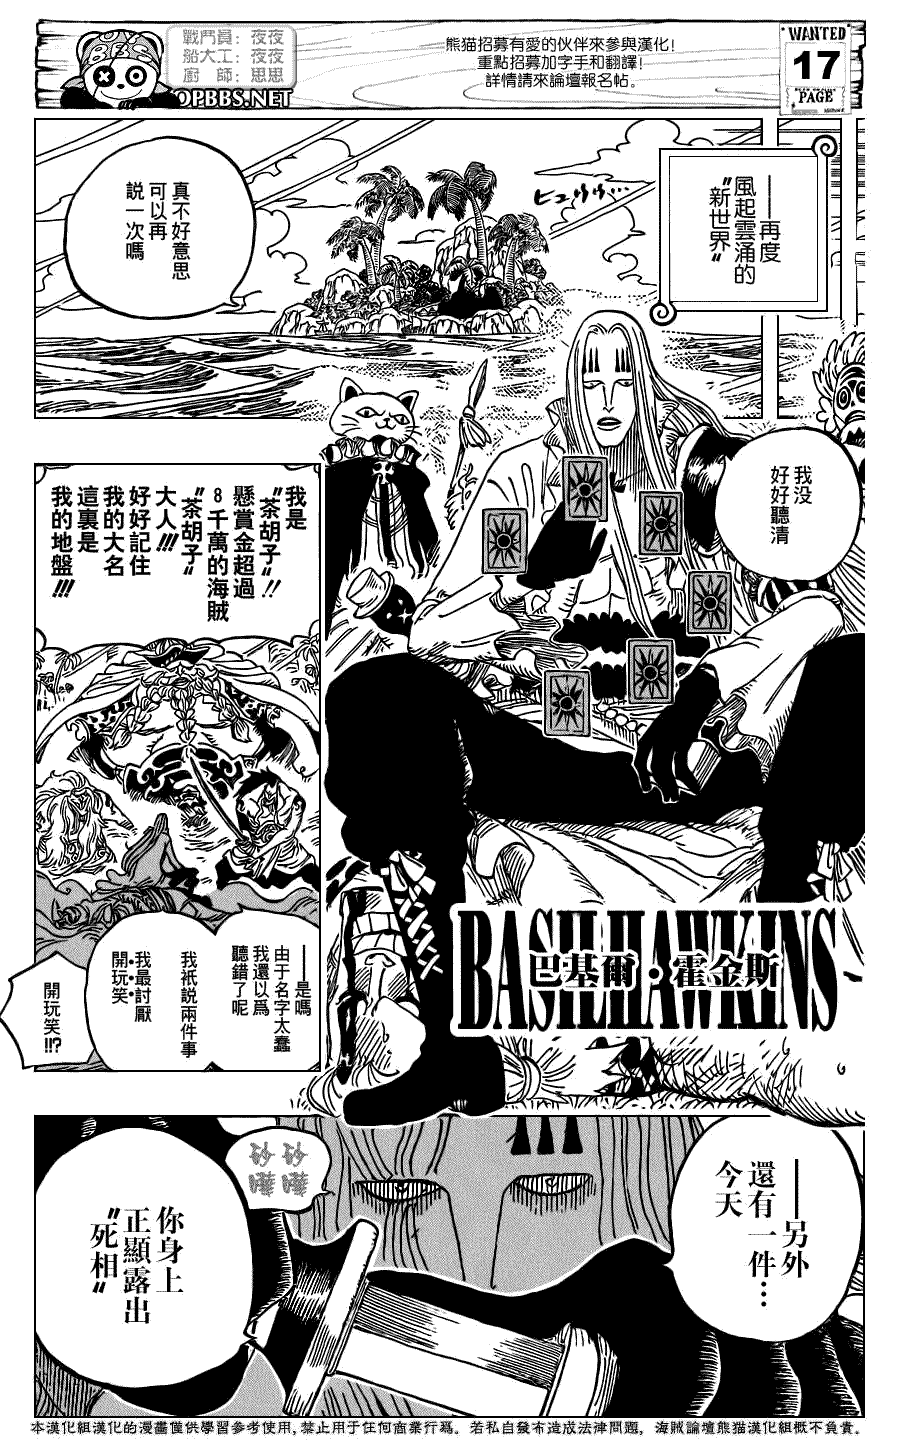 戰鬥員：夜夜
船大工：夜夜
廚　師：思思
OPBBS.NET
熊猫招募有愛的伙伴來參與漢化!
重點招募加字手和翻譯!
詳情請來論壇報名帖。
WANTED
17
PAGE
——再度
風起雲涌的
〝新世界〞
ヒュウウ…
真不好意思
可以再
說一次嗎
我没
好好聽清
我是
〝茶胡子〞!!
懸賞金超過
8千萬的海賊
〝茶胡子〞
大人!!!
好好記住
我的大名
這裏是
我的地盤!!!
BASILHAWKINS
巴基爾·霍金斯
——是嗎
由于名字太蠢
我還以爲
聽錯了呢
我衹説兩件事
我最討厭
開玩笑
開玩笑!!?
——另外
還有一件…
今天
吵吵
嘩嘩
你身上
正顯露出
〝死相〞
本漢化組漢化的漫畫僅供學習參考使用,禁止用于任何商業行爲。若私自發布造成法律問題，海賊論壇熊猫漢化組概不負責。